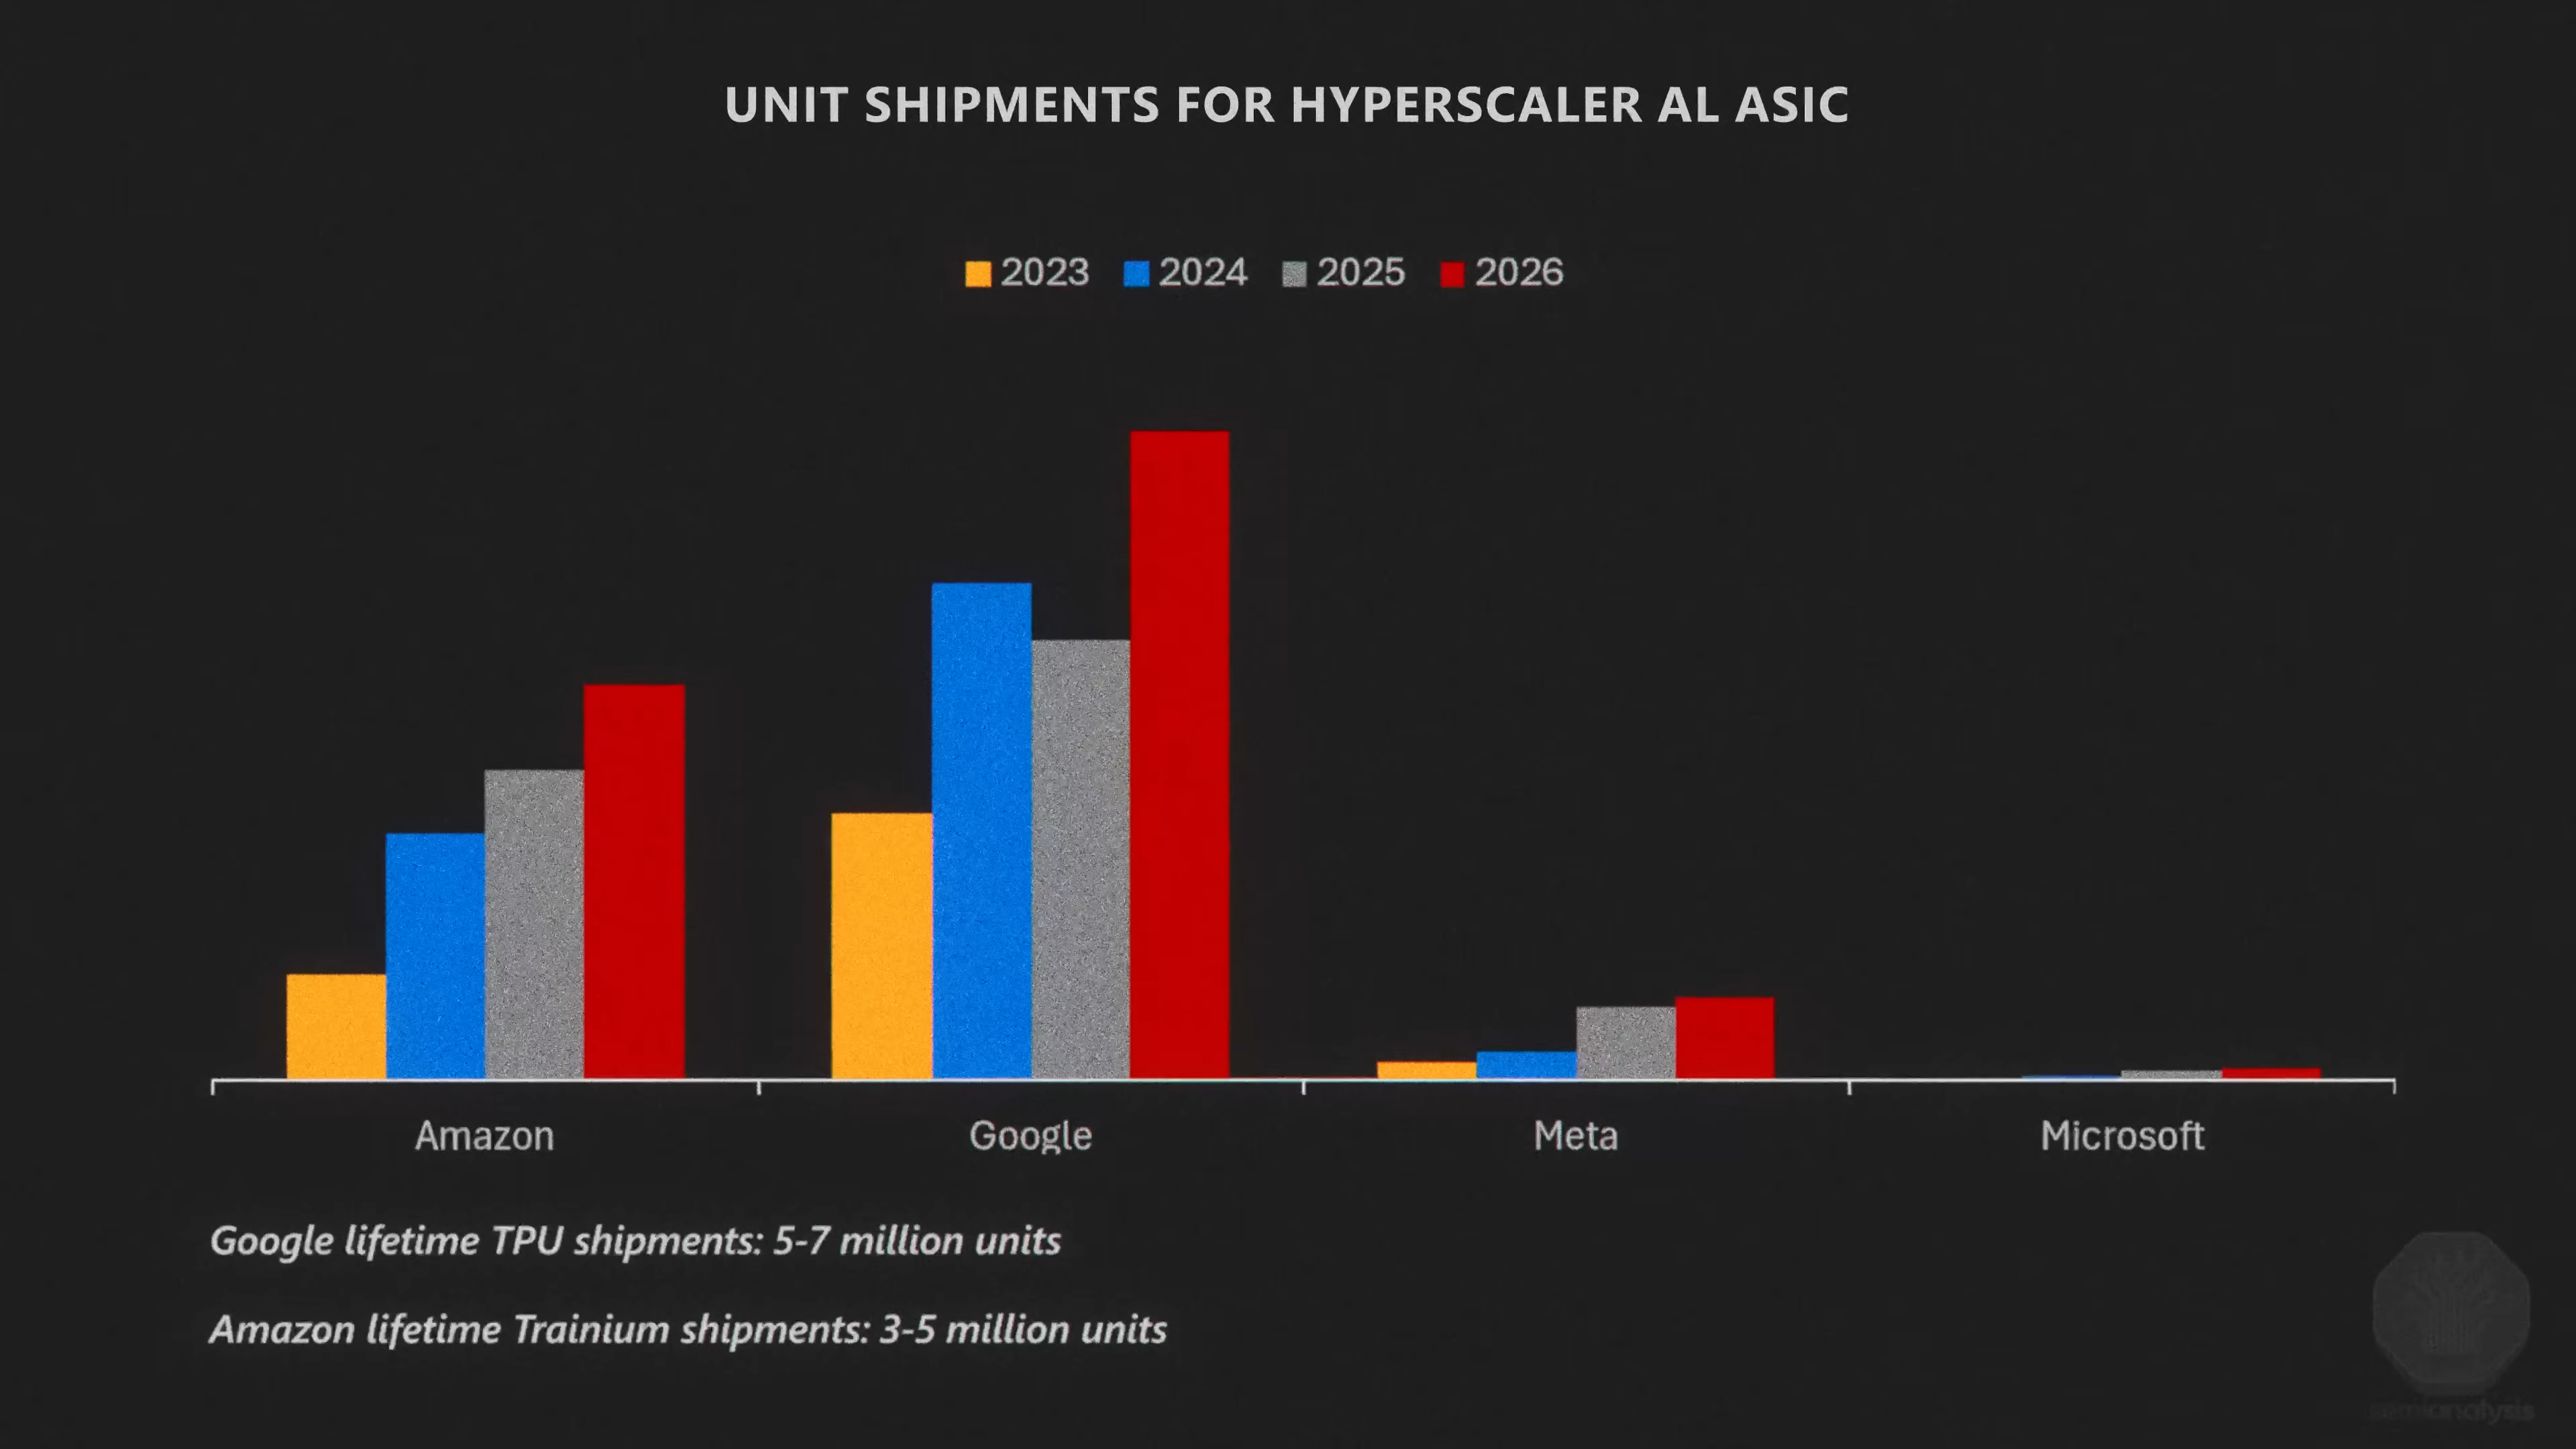 UNIT SHIPMENTS FOR HYPERSCALER AL ASIC
2023 2024 2025 2026
Amazon Google Meta Microsoft
Google lifetime TPU shipments: 5-7 million units
Amazon lifetime Trainium shipments: 3-5 million units